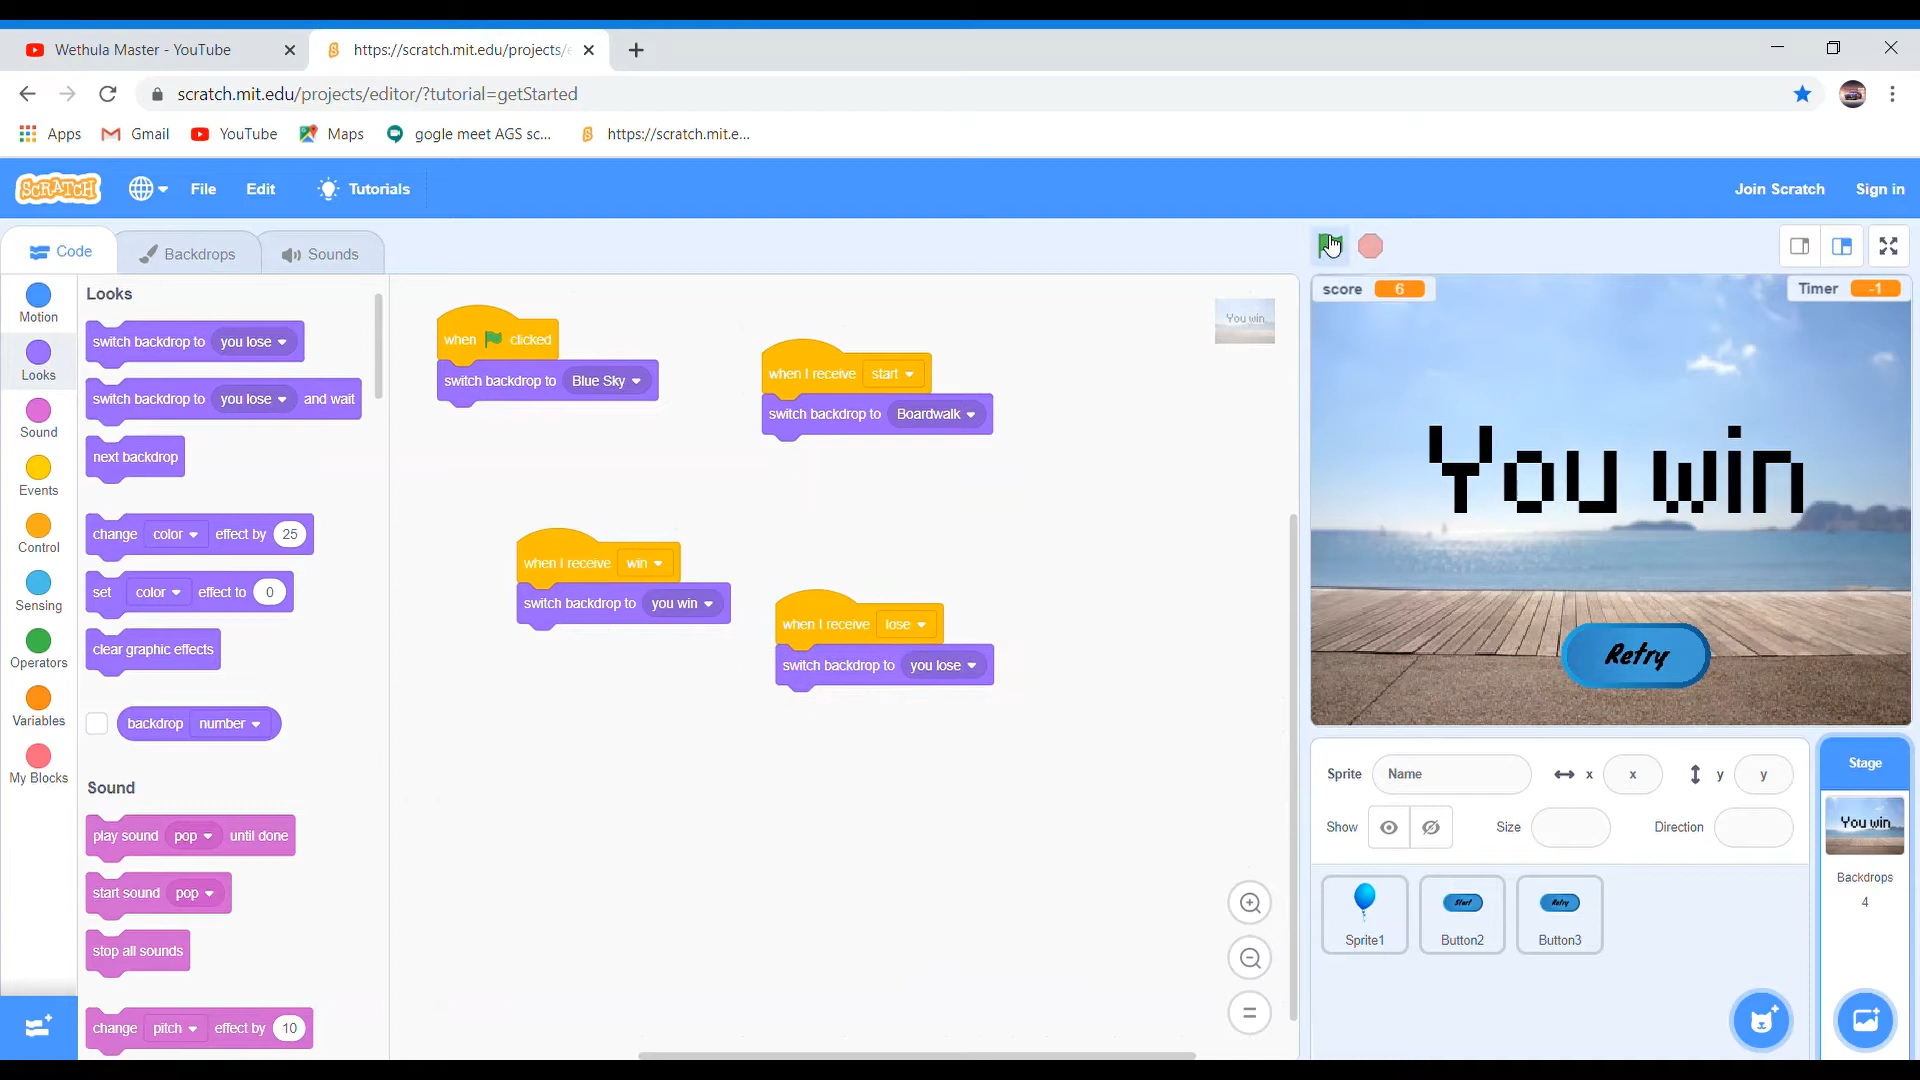 Wethula Master - YouTube
https://scratch.mit.edu/projects/e
scratch.mit.edu/projects/editor/?tutorial=getStarted
Apps Gmail YouTube Maps gogle meet AGS sc... https://scratch.mit.e...
SCRATCH File Edit Tutorials Join Scratch Sign in
Code Backdrops Sounds
Motion
Looks
Sound
Events
Control
Sensing
Operators
Variables
My Blocks
Looks
switch backdrop to you lose
switch backdrop to you lose and wait
next backdrop
change color effect by 25
set color effect to 0
clear graphic effects
backdrop number
Sound
play sound pop until done
start sound pop
stop all sounds
change pitch effect by 10
when clicked
switch backdrop to Blue Sky
when I receive start
switch backdrop to Boardwalk
when I receive win
switch backdrop to you win
when I receive lose
switch backdrop to you lose
You win
score 6
Timer -1
You win
Retry
Sprite Name x x y y
Show Size Direction
Start
Retry
Sprite1
Button2
Button3
Stage
You win
Backdrops
4